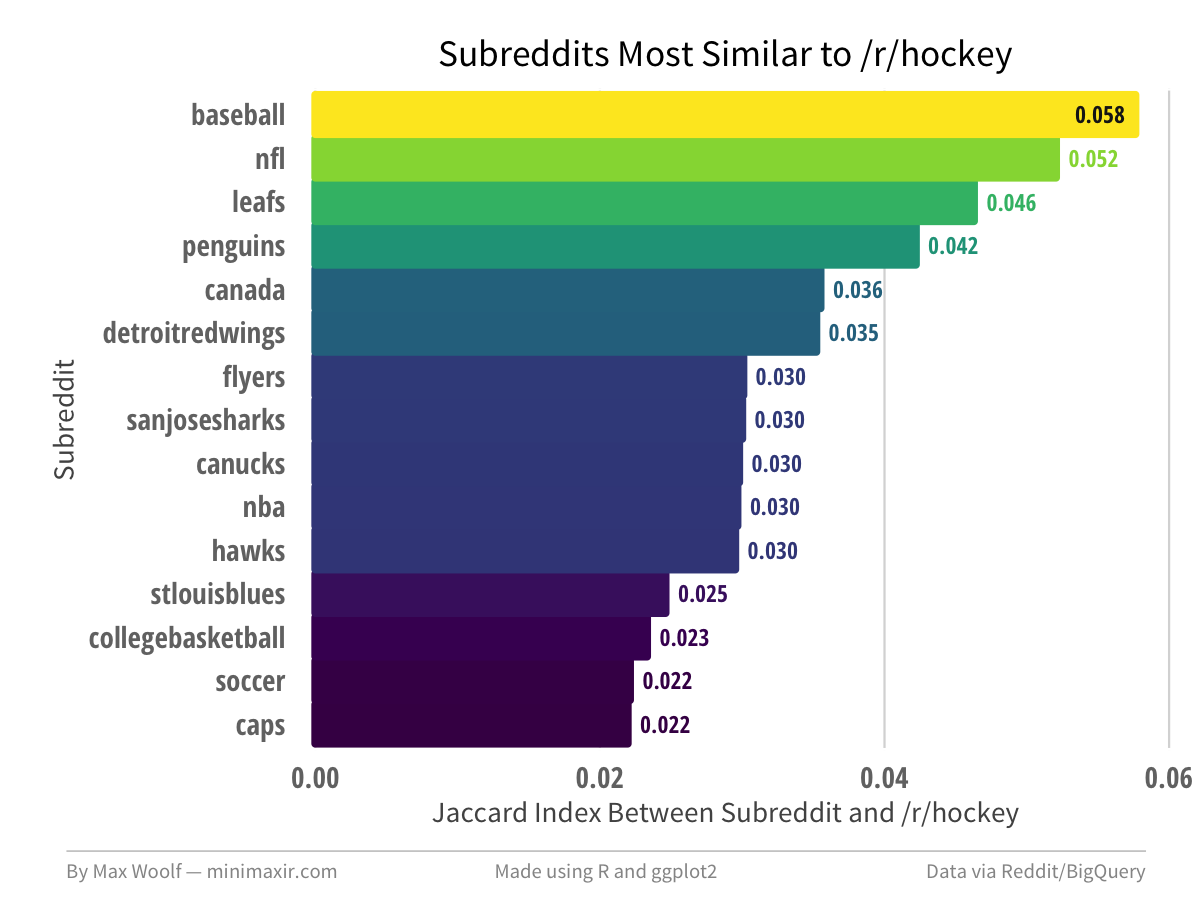 Subreddits Most Similar to /r/hockey
baseball 0.058
nfl 0.052
leafs 0.046
penguins 0.042
canada 0.036
detroitredwings 0.035
flyers 0.030
sanjosesharks 0.030
canucks 0.030
nba 0.030
hawks 0.030
stlouisblues 0.025
collegebasketball 0.023
soccer 0.022
caps 0.022
Subreddit
0.00 0.02 0.04 0.06
Jaccard Index Between Subreddit and /r/hockey
By Max Woolf — minimaxir.com Made using R and ggplot2 Data via Reddit/BigQuery